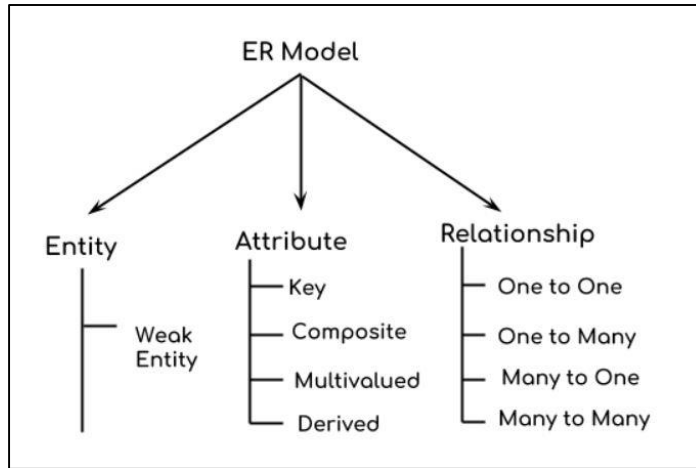 ER Model
Entity
Weak
Entity
Attribute
Key
Composite
Multivalued
Derived
Relationship
One to One
One to Many
Many to One
Many to Many